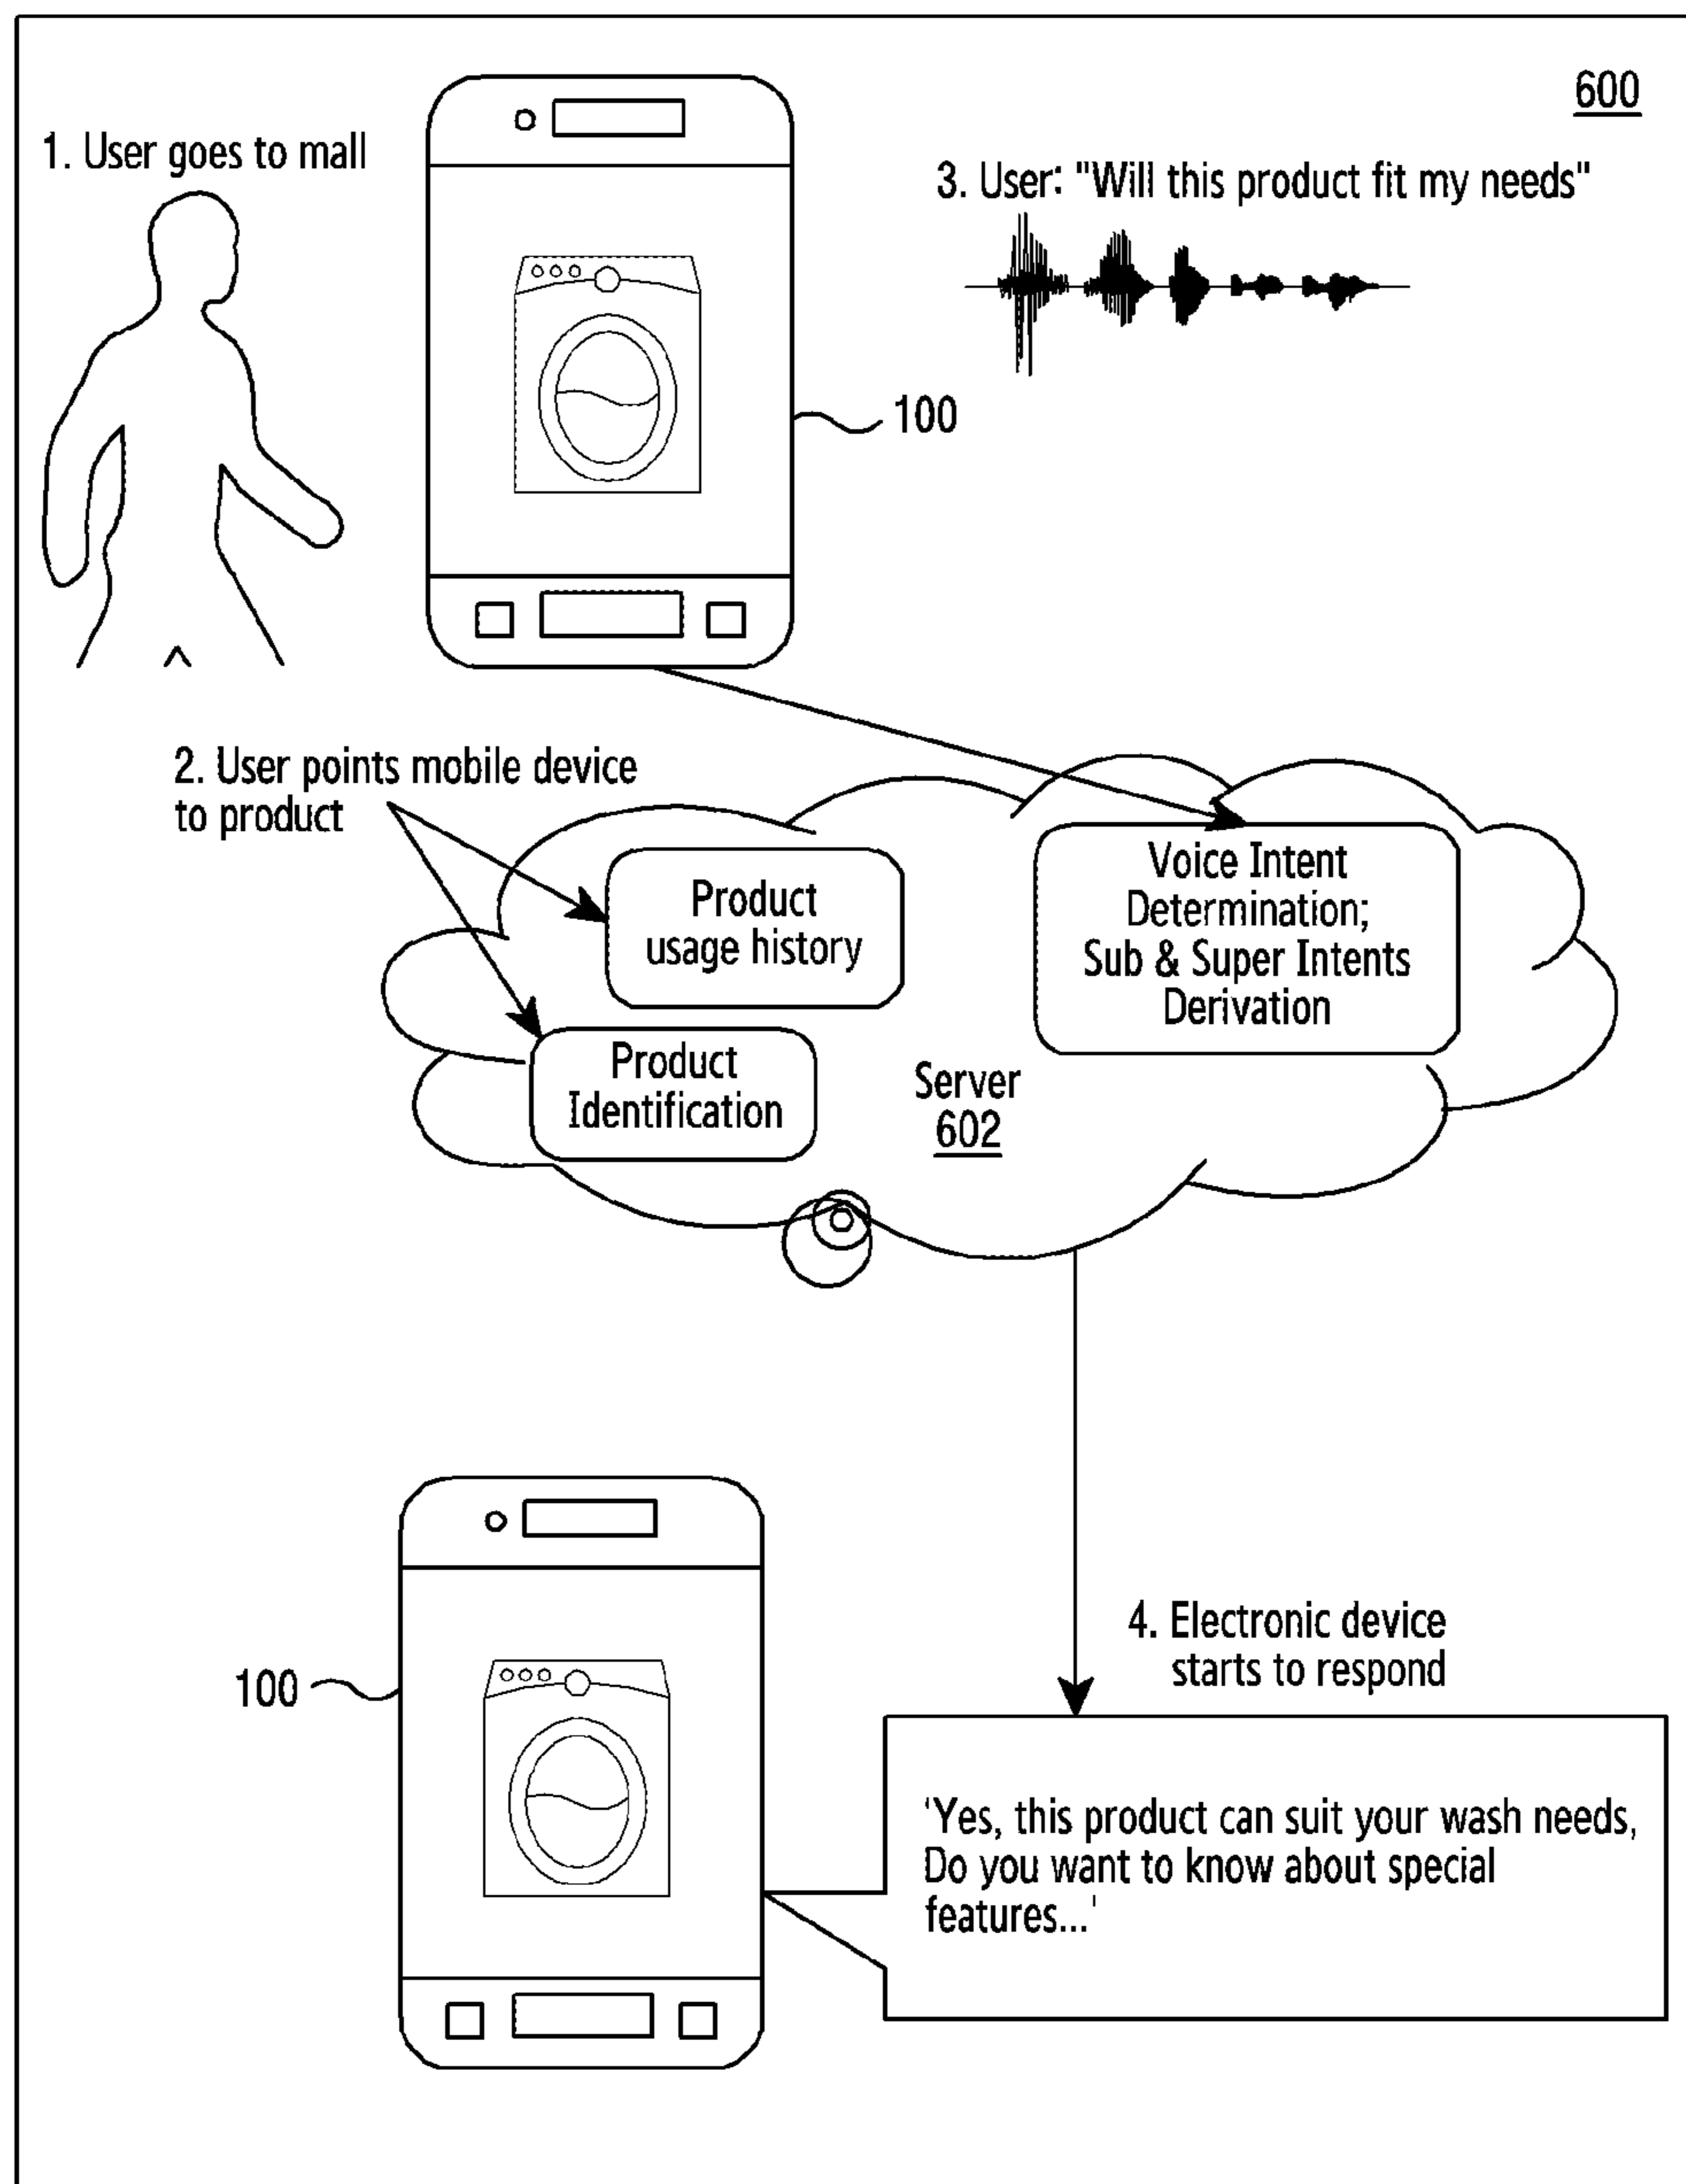 600
1. User goes to mall
3. User: "Will this product fit my needs"
100
2. User points mobile device
to product
Product
usage history
Voice Intent
Determination;
Sub & Super Intents
Derivation
Product
Identification
Server
602
4. Electronic device
starts to respond
100
'Yes, this product can suit your wash needs,
Do you want to know about special
features...'